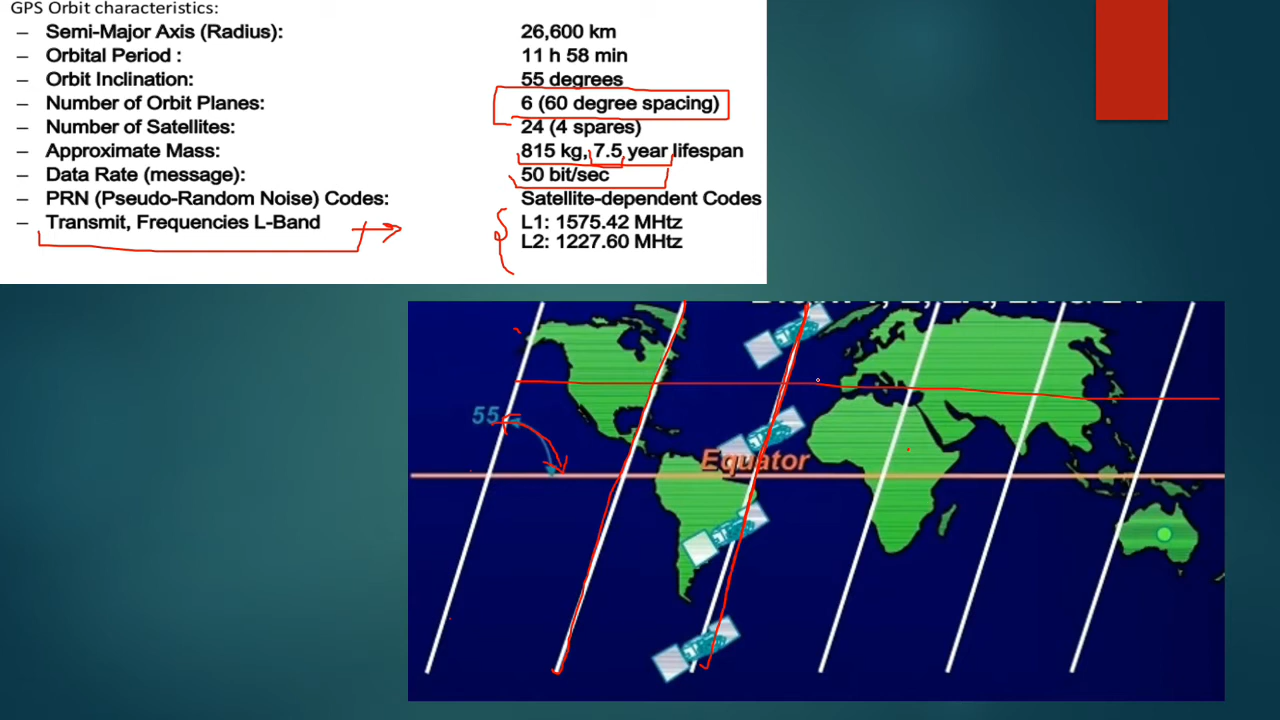 GPS Orbit characteristics:
– Semi-Major Axis (Radius): 26,600 km
– Orbital Period : 11 h 58 min
– Orbit Inclination: 55 degrees
– Number of Orbit Planes: 6 (60 degree spacing)
– Number of Satellites: 24 (4 spares)
– Approximate Mass: 815 kg, 7.5 year lifespan
– Data Rate (message): 50 bit/sec
– PRN (Pseudo-Random Noise) Codes: Satellite-dependent Codes
– Transmit, Frequencies L-Band L1: 1575.42 MHtz
L2: 1227.60 MHtz
55
Equator